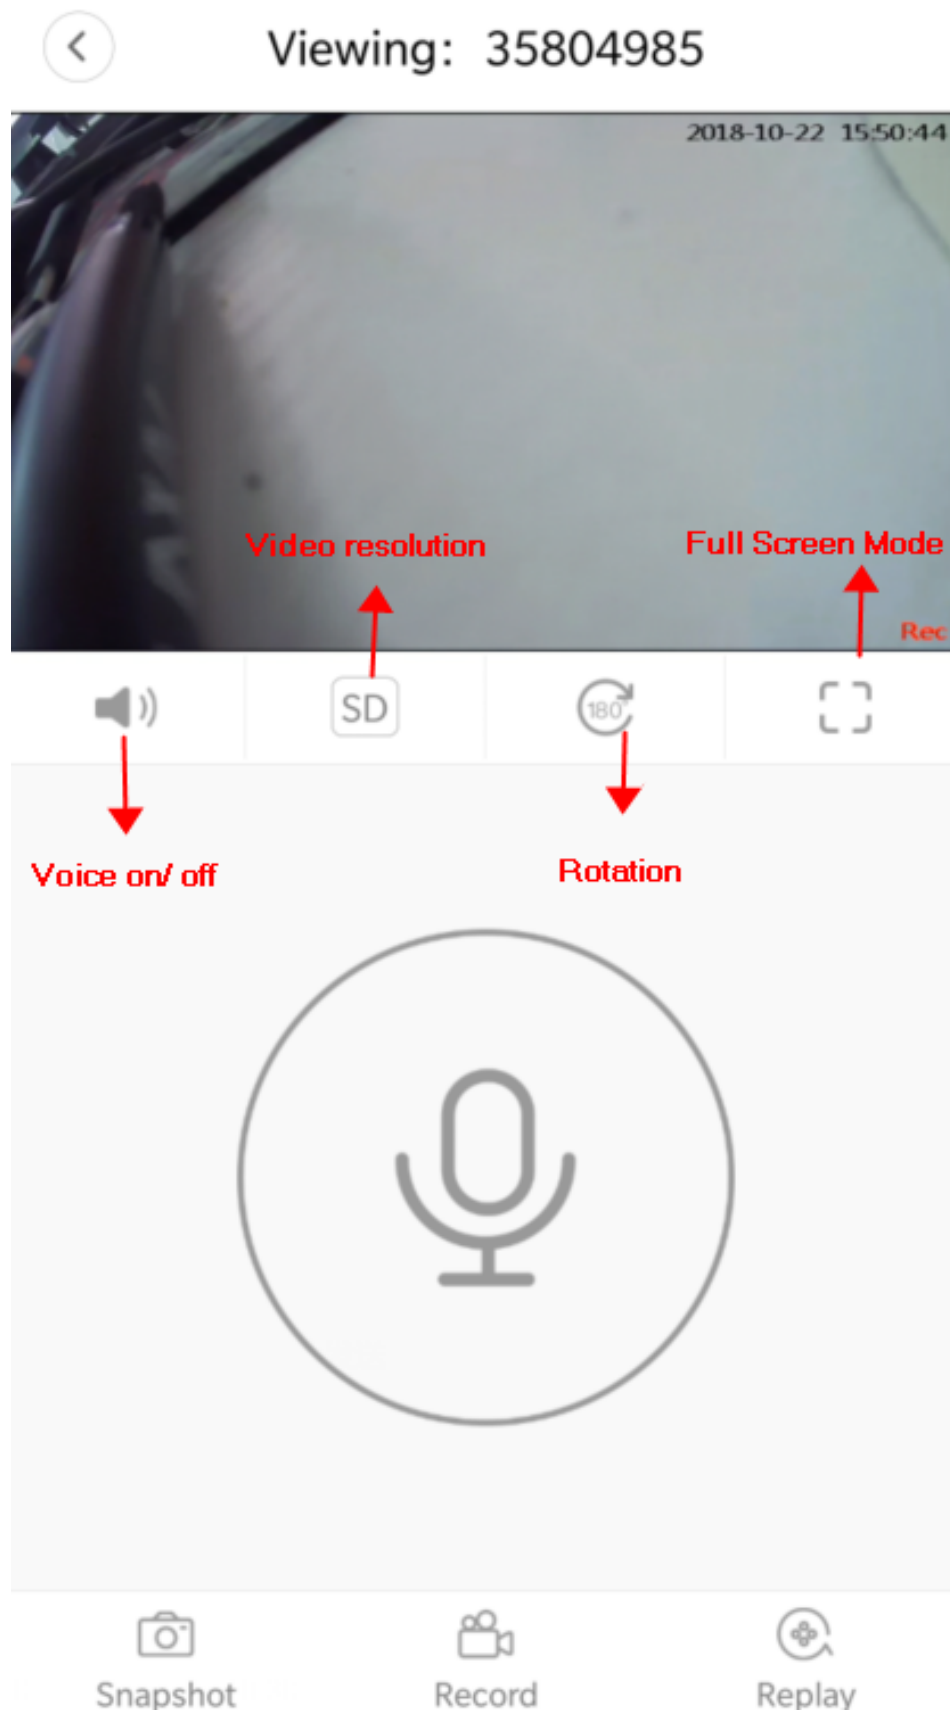 Viewing: 35804985
2018-10-22 15:50:44
Video resolution
Full Screen Mode
Rec
SD
180°
Voice on/ off
Rotation
Snapshot
Record
Replay